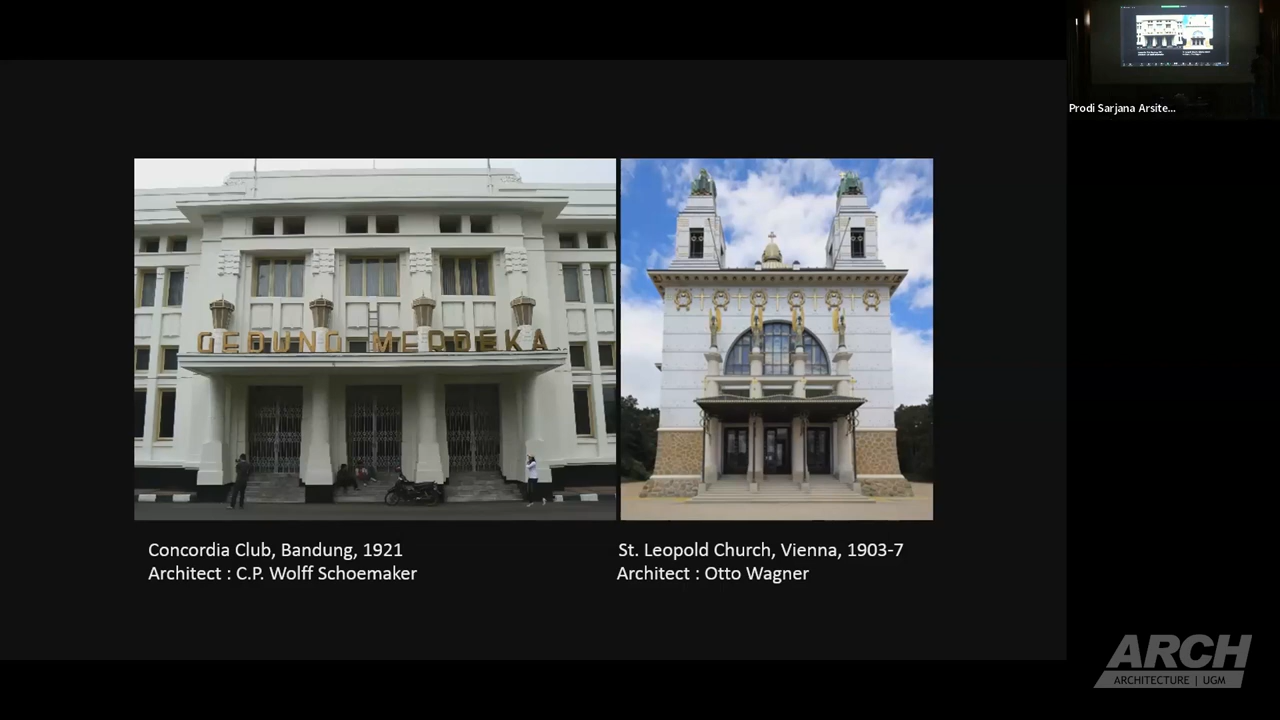 Prodi Sarjana Arsite...
GEDUNG MERDEKA
Concordia Club, Bandung, 1921
Architect : C.P. Wolff Schoemaker
St. Leopold Church, Vienna, 1903-7
Architect : Otto Wagner
ARCH
ARCHITECTURE | UGM